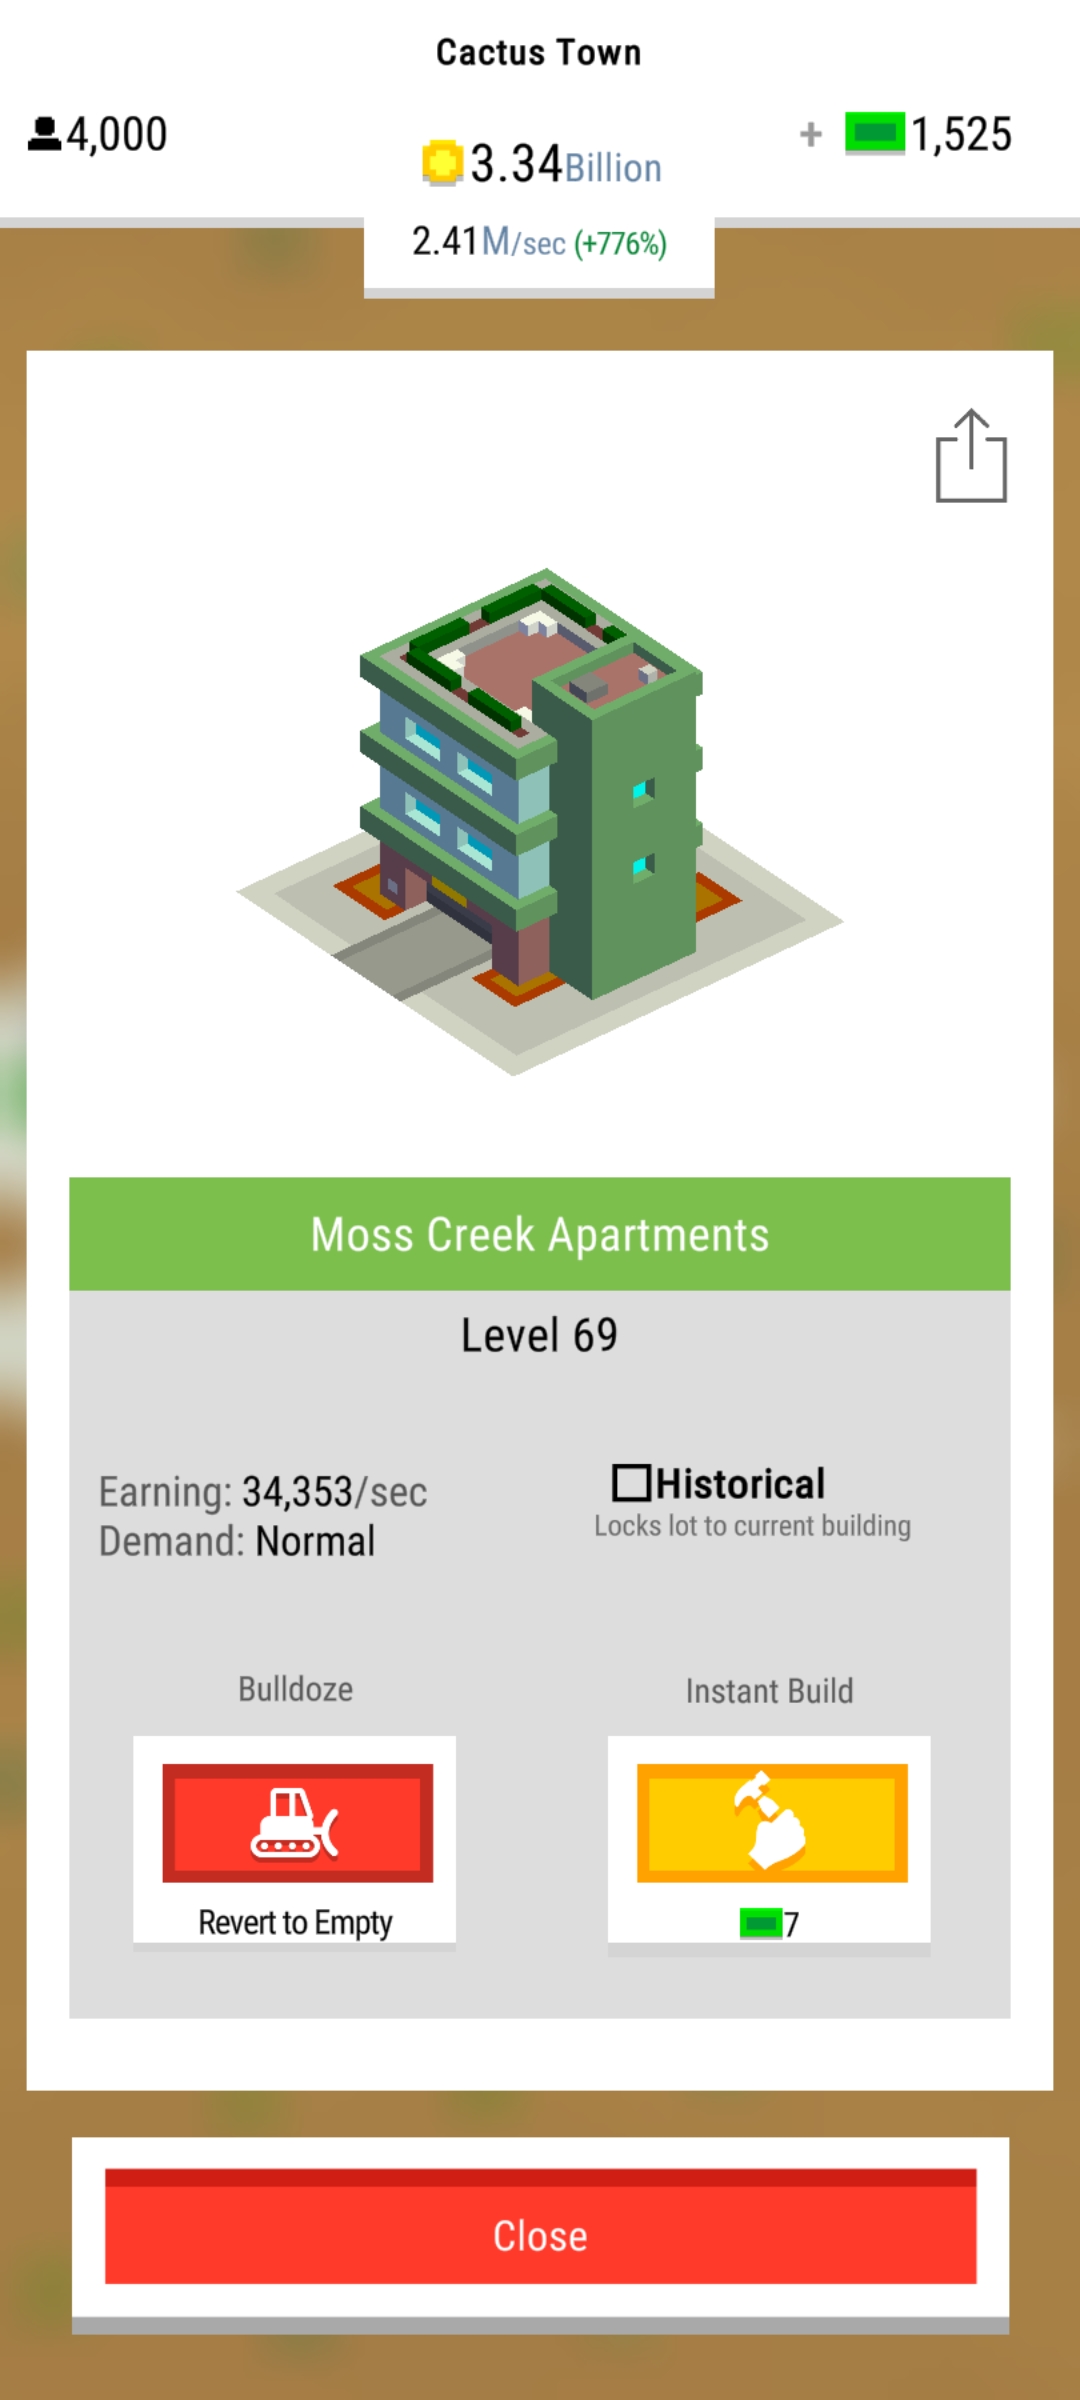 Cactus Town
4,000
3.34Billion
+ 1,525
2.41M/sec (+776%)
Moss Creek Apartments
Level 69
Earning: 34,353/sec
Demand: Normal
Historical
Locks lot to current building
Bulldoze
Instant Build
Revert to Empty
7
Close